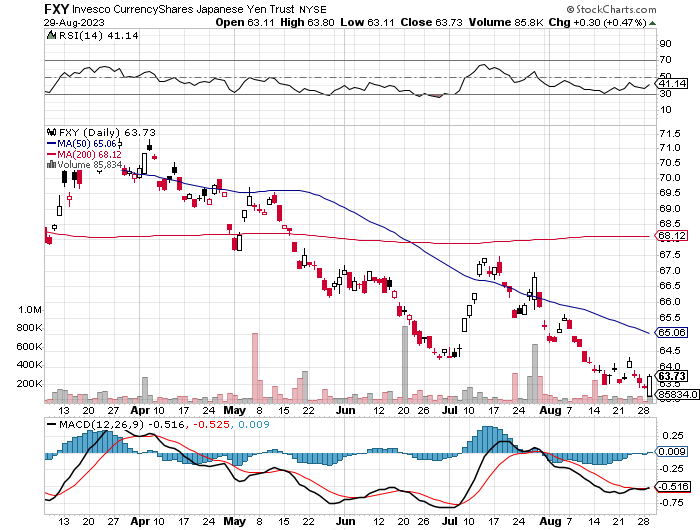 FXY Invesco CurrencyShares Japanese Yen Trust NYSE © StockCharts.com
29-Aug-2023 Open 63.11 High 63.80 Low 63.11 Close 63.73 Volume 85.8K Chg +0.30 (+0.47%)
RSI(14) 41.14
90
70
50
41.14
30
10
FXY (Daily) 63.73
MA(50) 65.06
MA(200) 68.12
Volume 85,834
71.5
71.0
70.5
70.0
69.5
69.0
68.5
68.12
67.5
67.0
66.5
66.0
65.5
65.06
64.5
64.0
63.73
63.5
85834.0
1.0M
800K
600K
400K
200K
13 20 27 Apr 10 17 24 May 8 15 22 Jun 12 20 26 Jul 10 17 24 Aug 7 14 21 28
MACD(12,26,9) -0.516, -0.525, 0.009
0.25
0.009
-0.516
-0.75
13 20 27 Apr 10 17 24 May 8 15 22 Jun 12 20 26 Jul 10 17 24 Aug 7 14 21 28